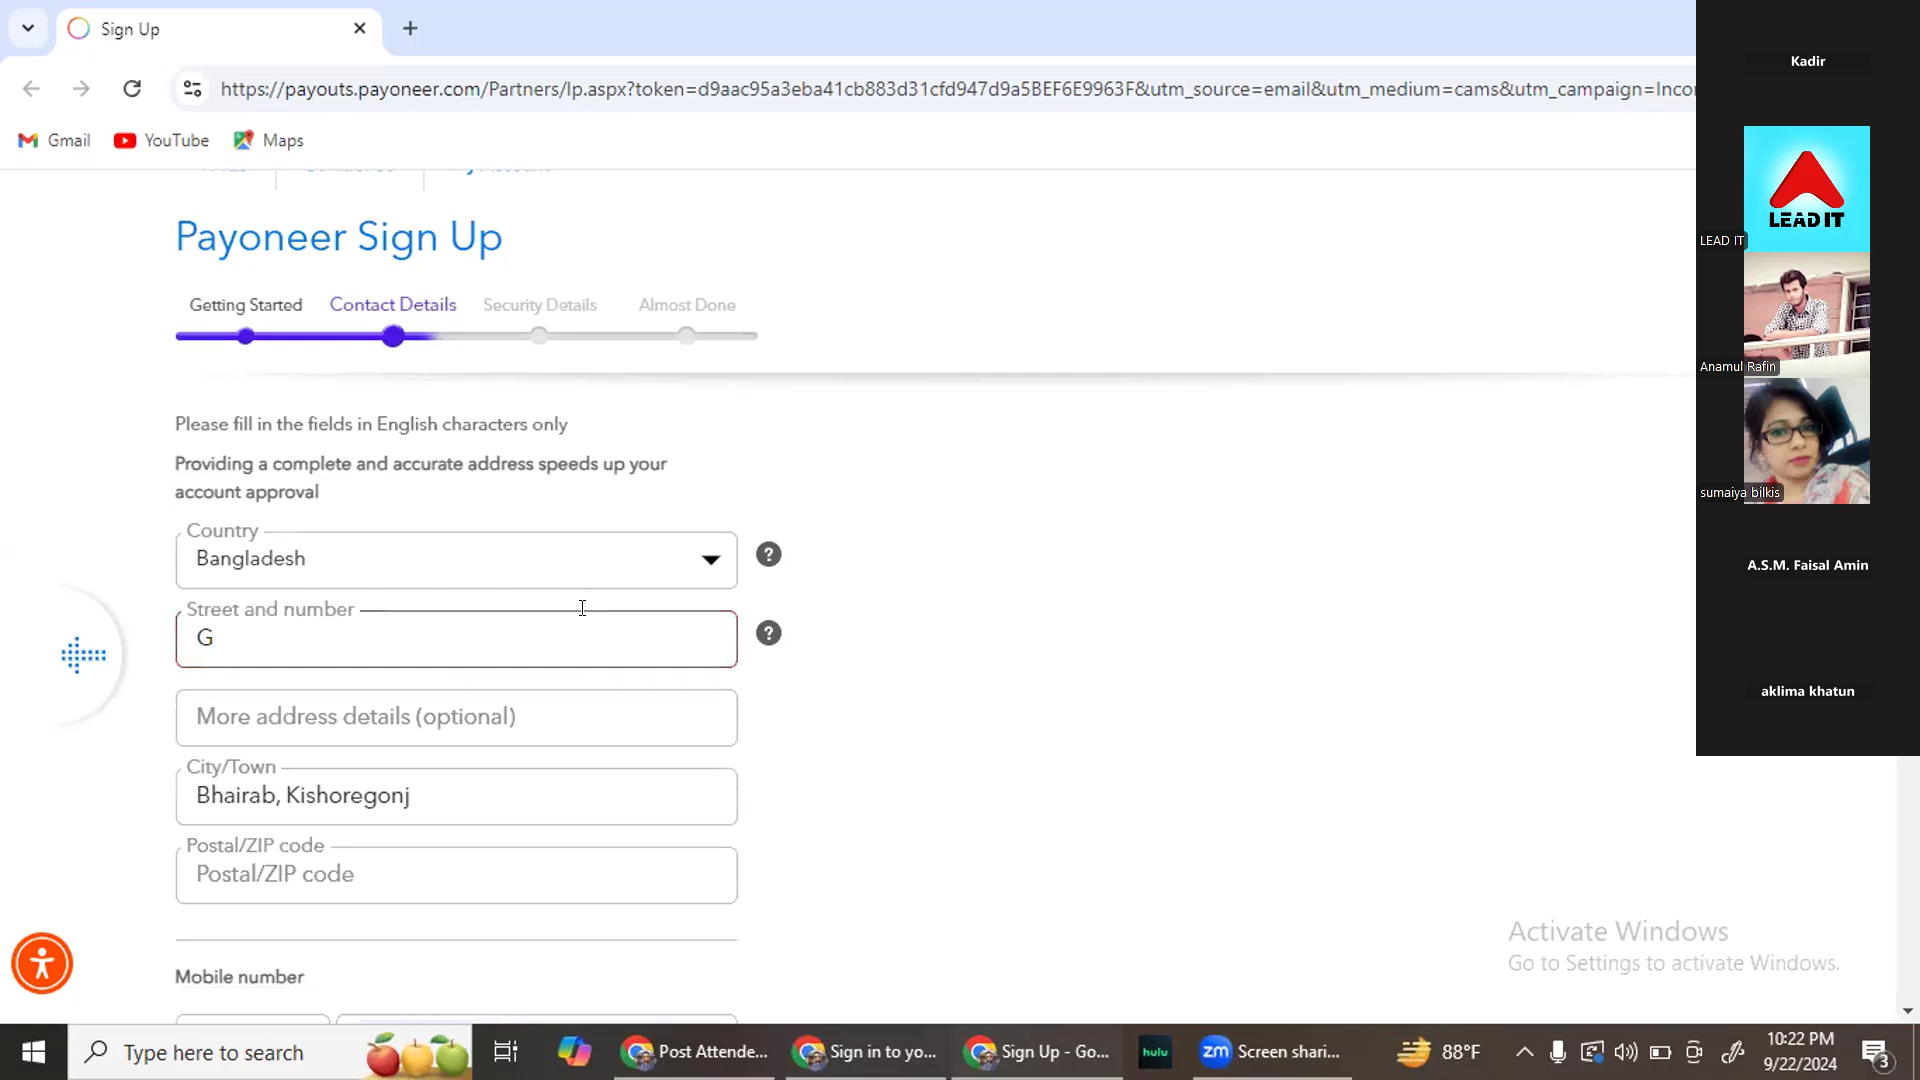 Sign Up
https://payouts.payoneer.com/Partners/lp.aspx?token=d9aac95a3eba41cb883d31cfd947d9a5BEF6E9963F&utm_source=email&utm_medium=cams&utm_campaign=Inco
Gmail
YouTube
Maps
Payoneer Sign Up
Getting Started
Contact Details
Security Details
Almost Done
Please fill in the fields in English characters only
Providing a complete and accurate address speeds up your
account approval
Country
Bangladesh
?
Street and number
G
?
More address details (optional)
City/Town
Bhairab, Kishoregonj
Postal/ZIP code
Postal/ZIP code
Mobile number
Kadir
LEAD IT
LEAD IT
Anamul Rafin
sumaiya bilkis
A.S.M. Faisal Amin
aklima khatun
Activate Windows
Go to Settings to activate Windows.
Type here to search
Post Attende...
Sign in to yo...
Sign Up - Go...
hulu
zm
Screen shari...
88°F
10:22 PM
9/22/2024
3